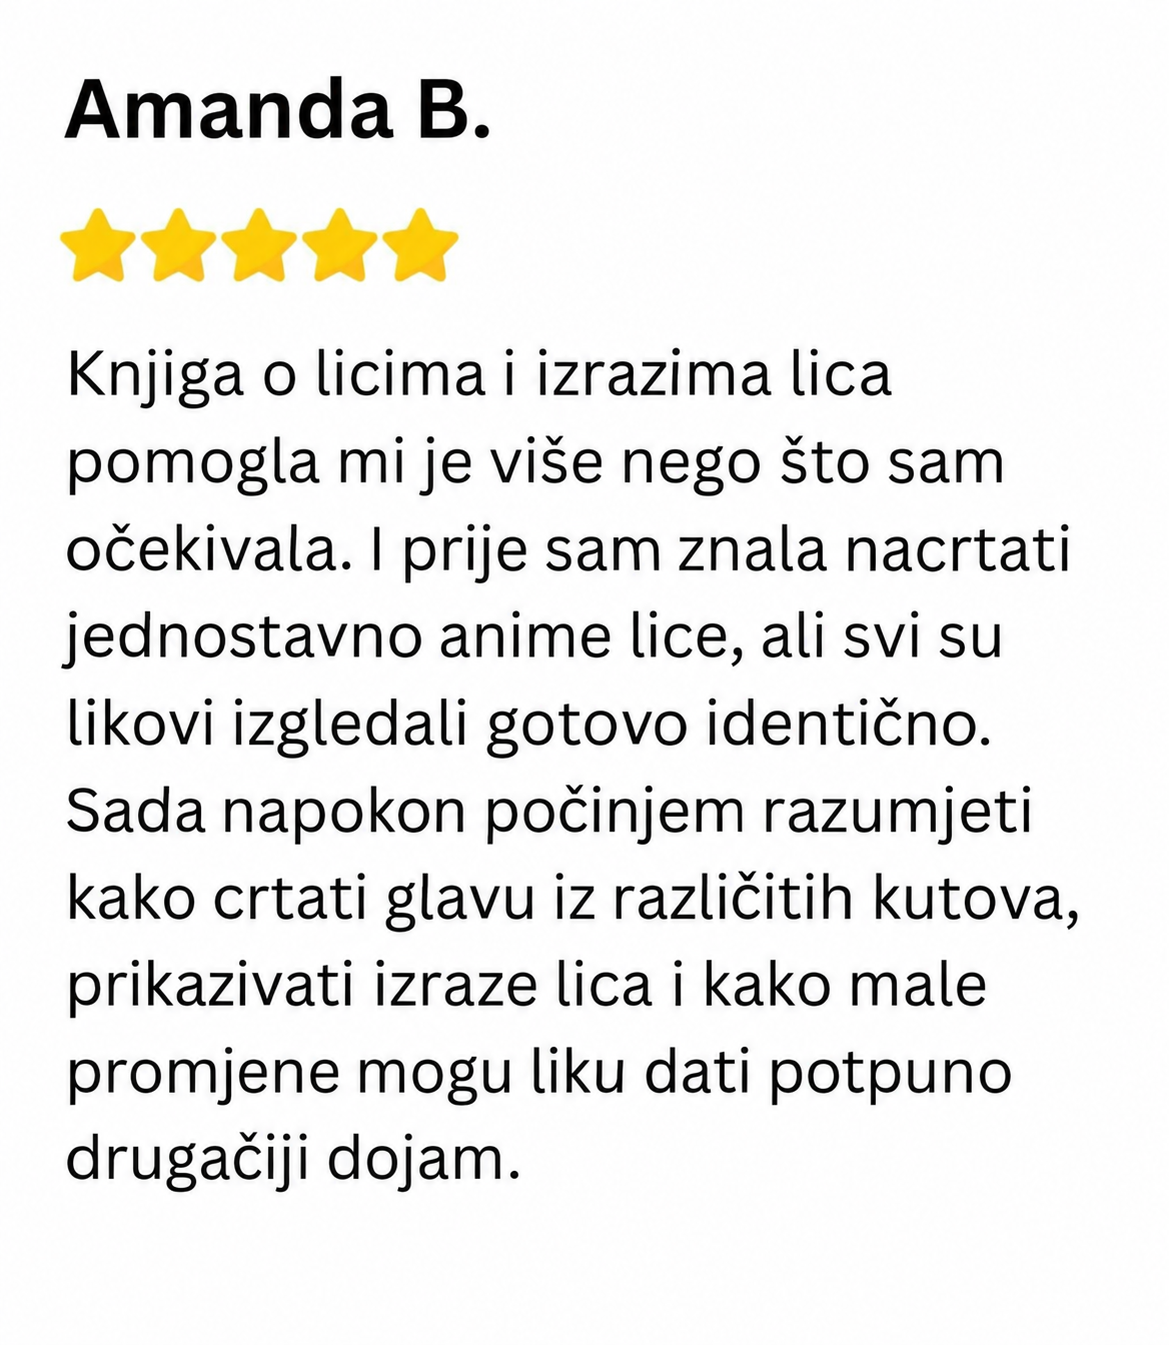 Amanda B.
Knjiga o licima i izrazima lica
pomogla mi je više nego što sam
očekivala. I prije sam znala nacrtati
jednostavno anime lice, ali svi su
likovi izgledali gotovo identično.
Sada napokon počinjem razumjeti
kako crtati glavu iz različitih kutova,
prikazivati izraze lica i kako male
promjene mogu liku dati potpuno
drugačiji dojam.